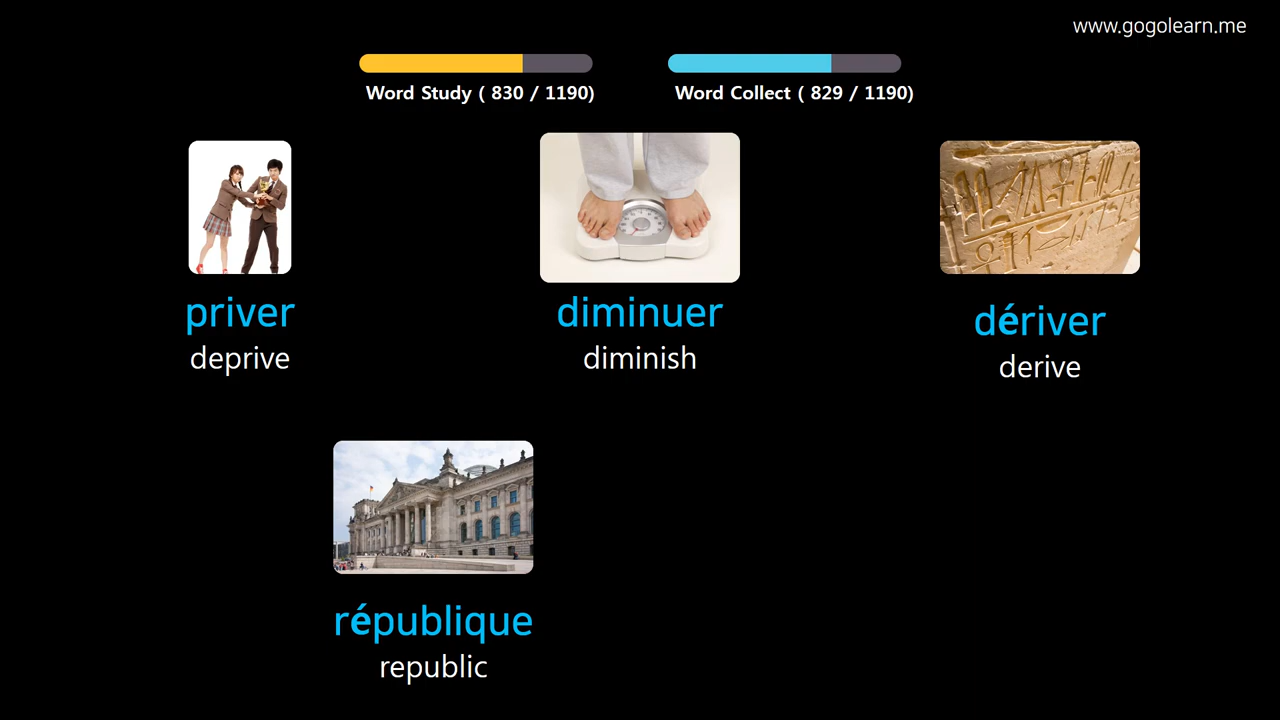 www.gogolearn.me
Word Study ( 830 / 1190)
Word Collect ( 829 / 1190)
priver
deprive
diminuer
diminish
dériver
derive
république
republic